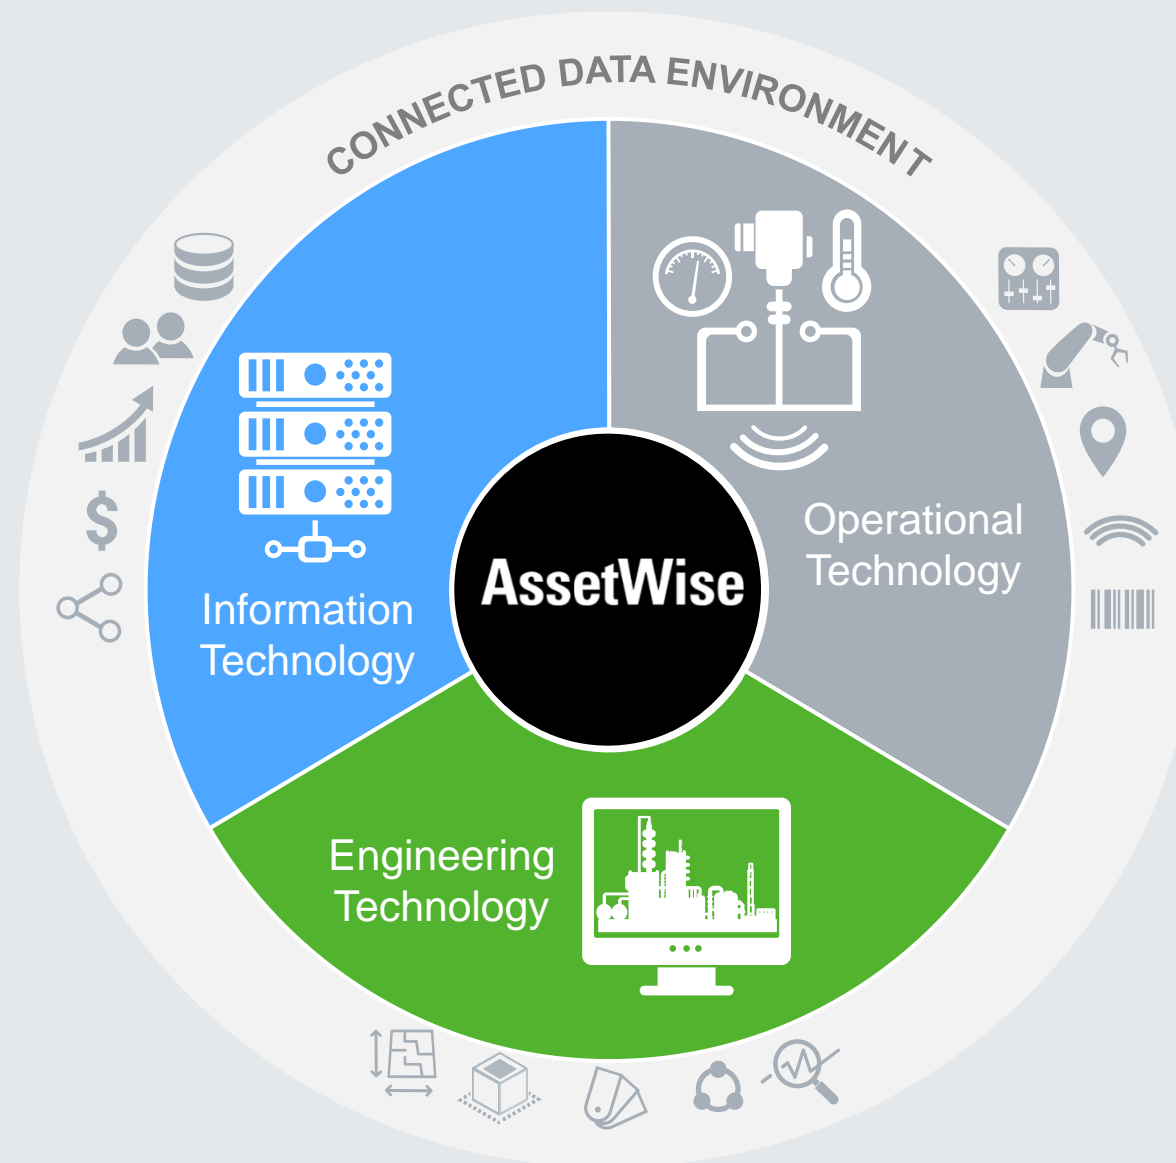 CONNECTED DATA ENVIRONMENT
Operational
Technology
AssetWise
Information
Technology
Engineering
Technology
$